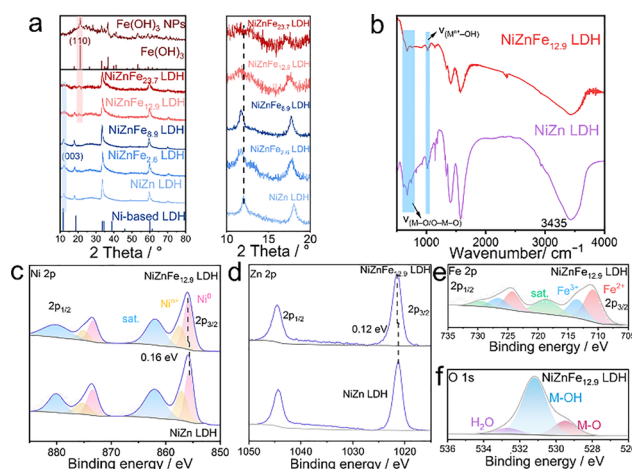 a
Fe(OH)3 NPs
(110)
Fe(OH)3
NiZnFe23.7 LDH
NiZnFe12.9 LDH
NiZnFe8.9 LDH
(003)
NiZnFe2.6 LDH
NiZn LDH
Ni-based LDH
10 20 30 40 50 60 70 80
2 Theta / °
NiZnFe23.7 LDH
NiZnFe12.9 LDH
NiZnFe8.9 LDH
NiZnFe2.6 LDH
NiZn LDH
10 15 20
2 Theta / °
b
V(Mn+-OH)
NiZnFe12.9 LDH
NiZn LDH
3435
V(M-O/O-M-O)
1000 2000 3000 4000
Wavenumber/ cm−1
c
Ni 2p
NiZnFe12.9 LDH
2p1/2
sat.
Nin+
Ni0
2p3/2
0.16 eV
NiZn LDH
880 870 860 850
Binding energy / eV
d
Zn 2p
NiZnFe12.9 LDH
2p1/2
0.12 eV
2p3/2
NiZn LDH
1050 1040 1030 1020
Binding energy / eV
e
Fe 2p
NiZnFe12.9 LDH
2p1/2
sat.
Fe3+
Fe2+
2p3/2
735 730 725 720 715 710 705
Binding energy / eV
f
O 1s
NiZnFe12.9 LDH
M-OH
H2O
M-O
536 534 532 530 528
Binding energy / eV